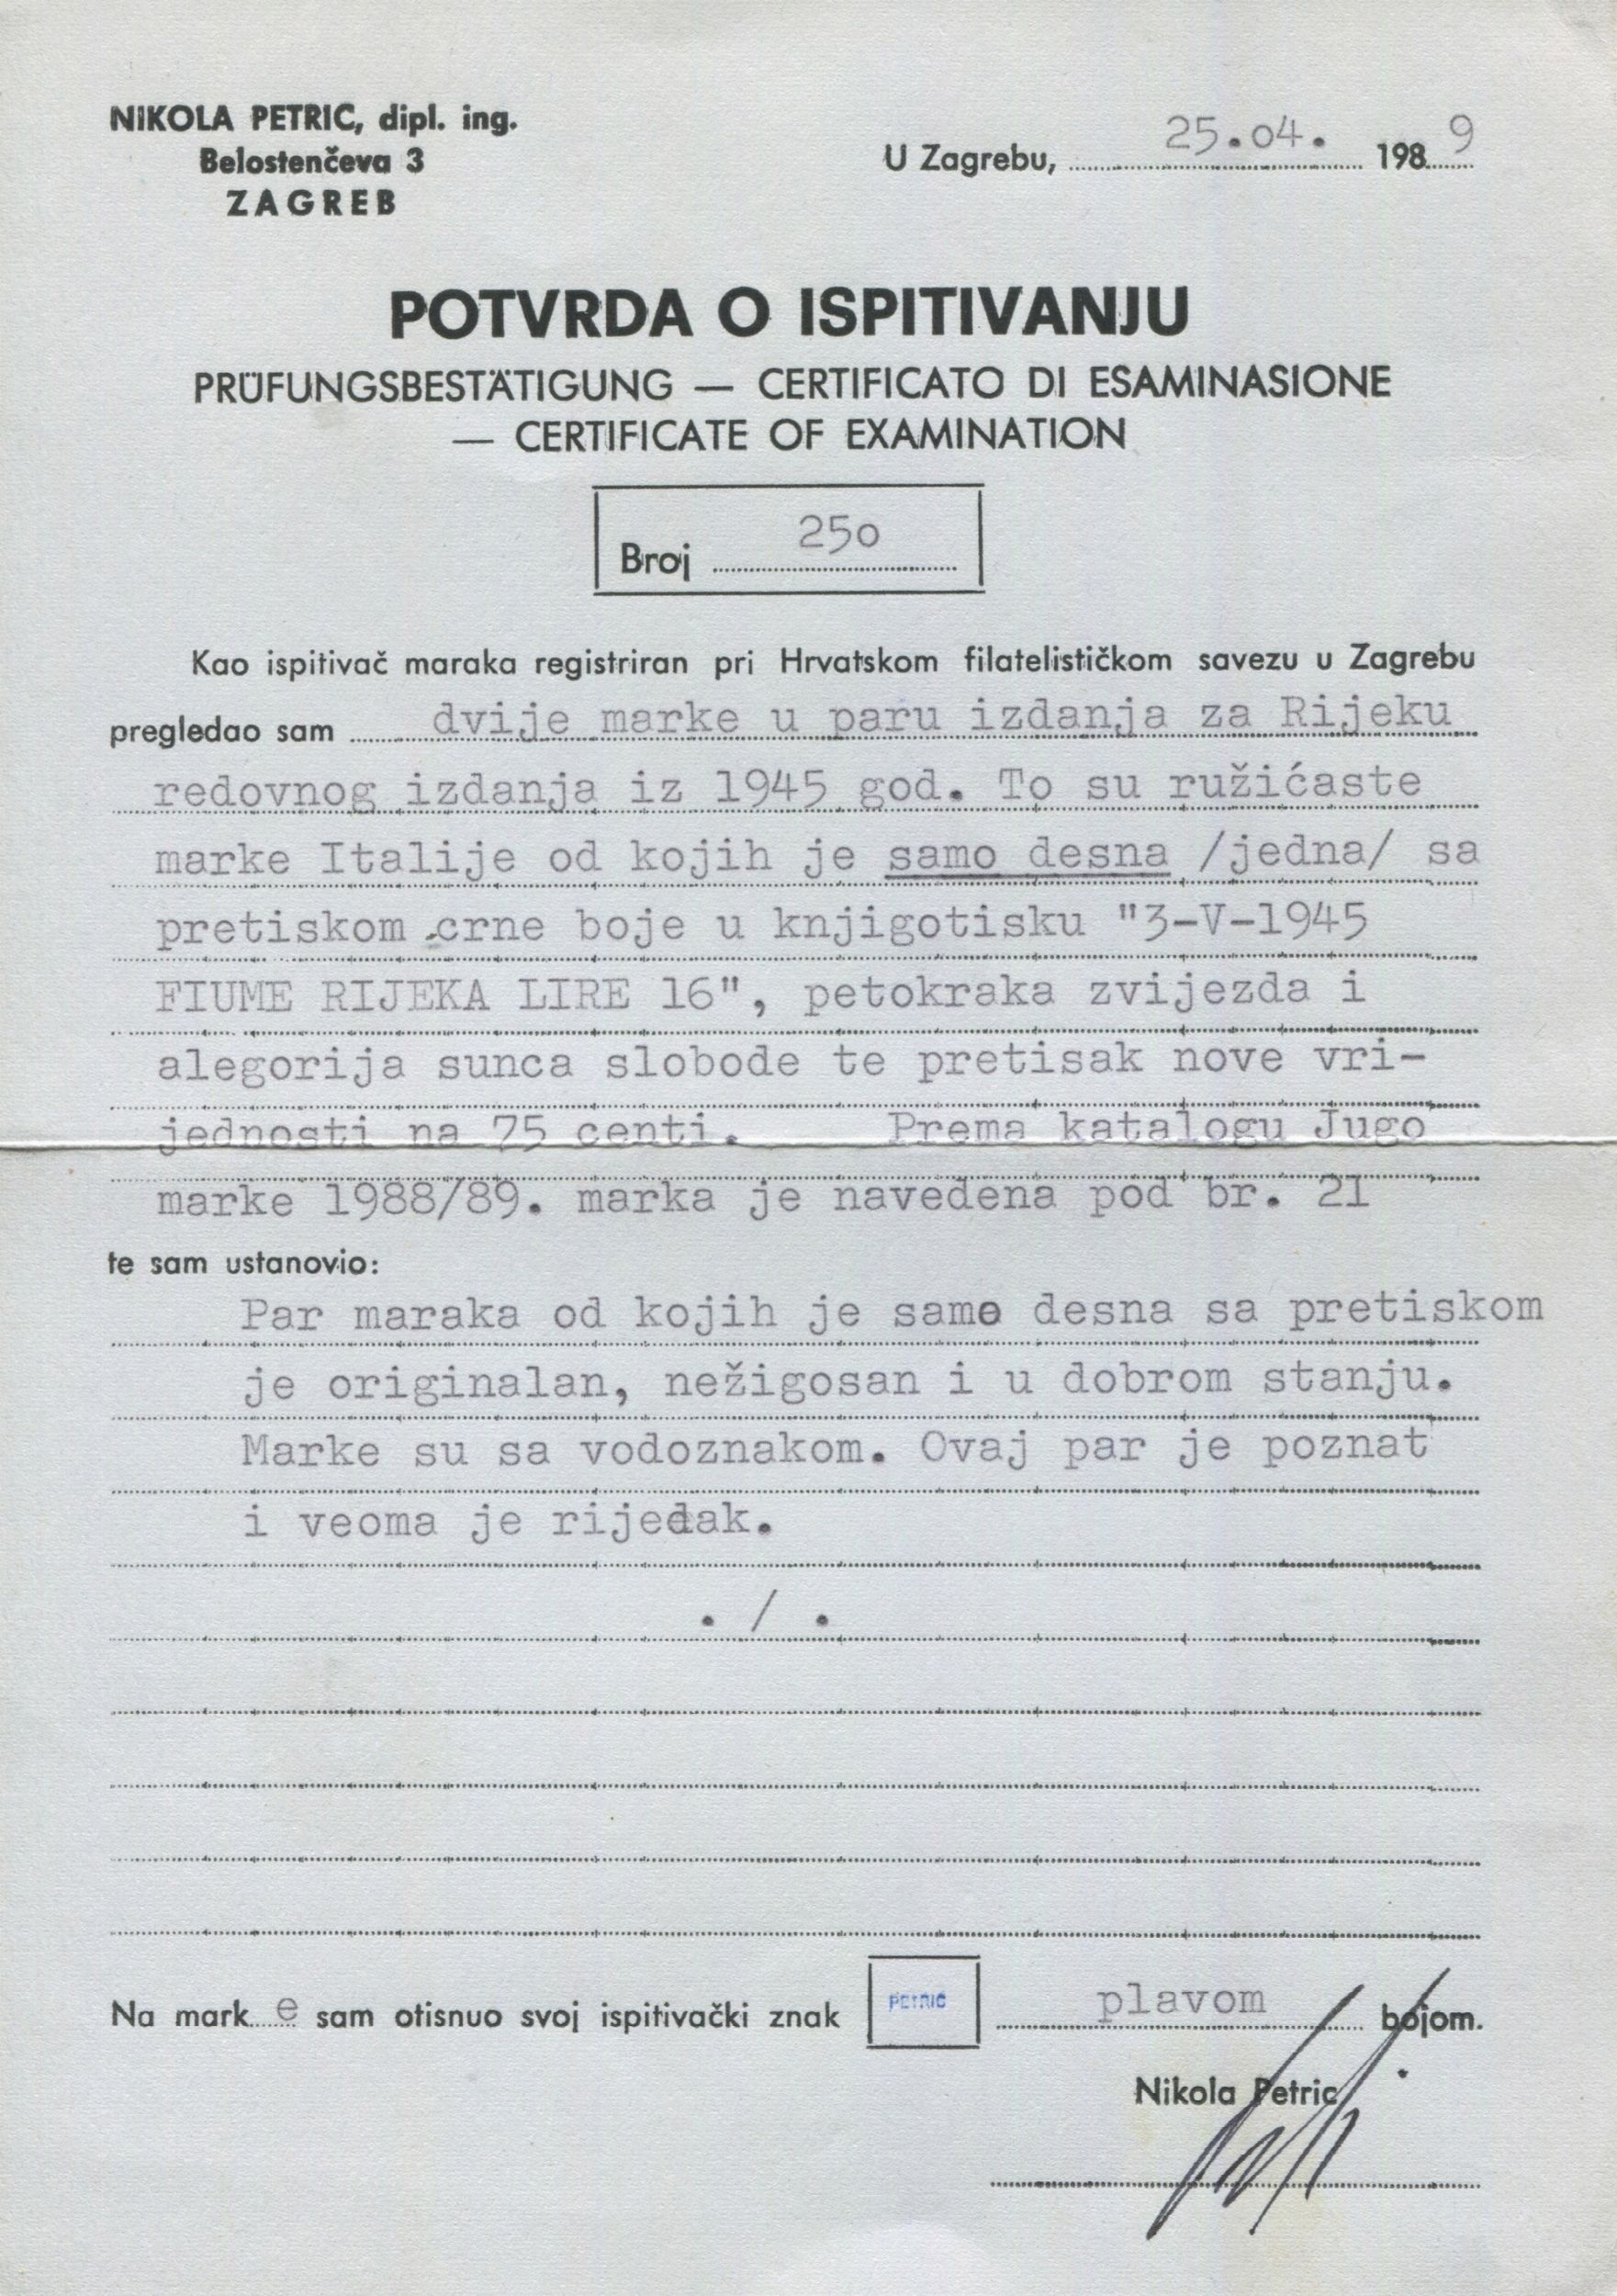 NIKOLA PETRIC, dipl. ing.
Belostenčeva 3
ZAGREB
U Zagrebu, 25.04. 1989
POTVRDA O ISPITIVANJU
PRÜFUNGSBESTÄTIGUNG — CERTIFICATO DI ESAMINASIONE
— CERTIFICATE OF EXAMINATION
Broj 25o
Kao ispitivač maraka registriran pri Hrvatskom filatelističkom savezu u Zagrebu
pregledao sam dvije marke u paru izdanja za Rijeku
redovnog izdanja iz 1945 god. To su ružićaste
marke Italije od kojih je samo desna /jedna/ sa
pretiskom crne boje u knjigotisku "3-V-1945
FIUME RIJEKA LIRE 16", petokraka zvijezda i
alegorija sunca slobode te pretisak nove vri-
jednosti na 75 centi. Prema katalogu Jugo
marke 1988/89. marka je navedena pod br. 21
te sam ustanovio:
Par maraka od kojih je samo desna sa pretiskom
je originalan, nežigosan i u dobrom stanju.
Marke su sa vodoznakom. Ovaj par je poznat
i veoma je rijedak.
. / .
Na marke sam otisnuo svoj ispitivački znak PETRIC plavom bojom.
Nikola Petric